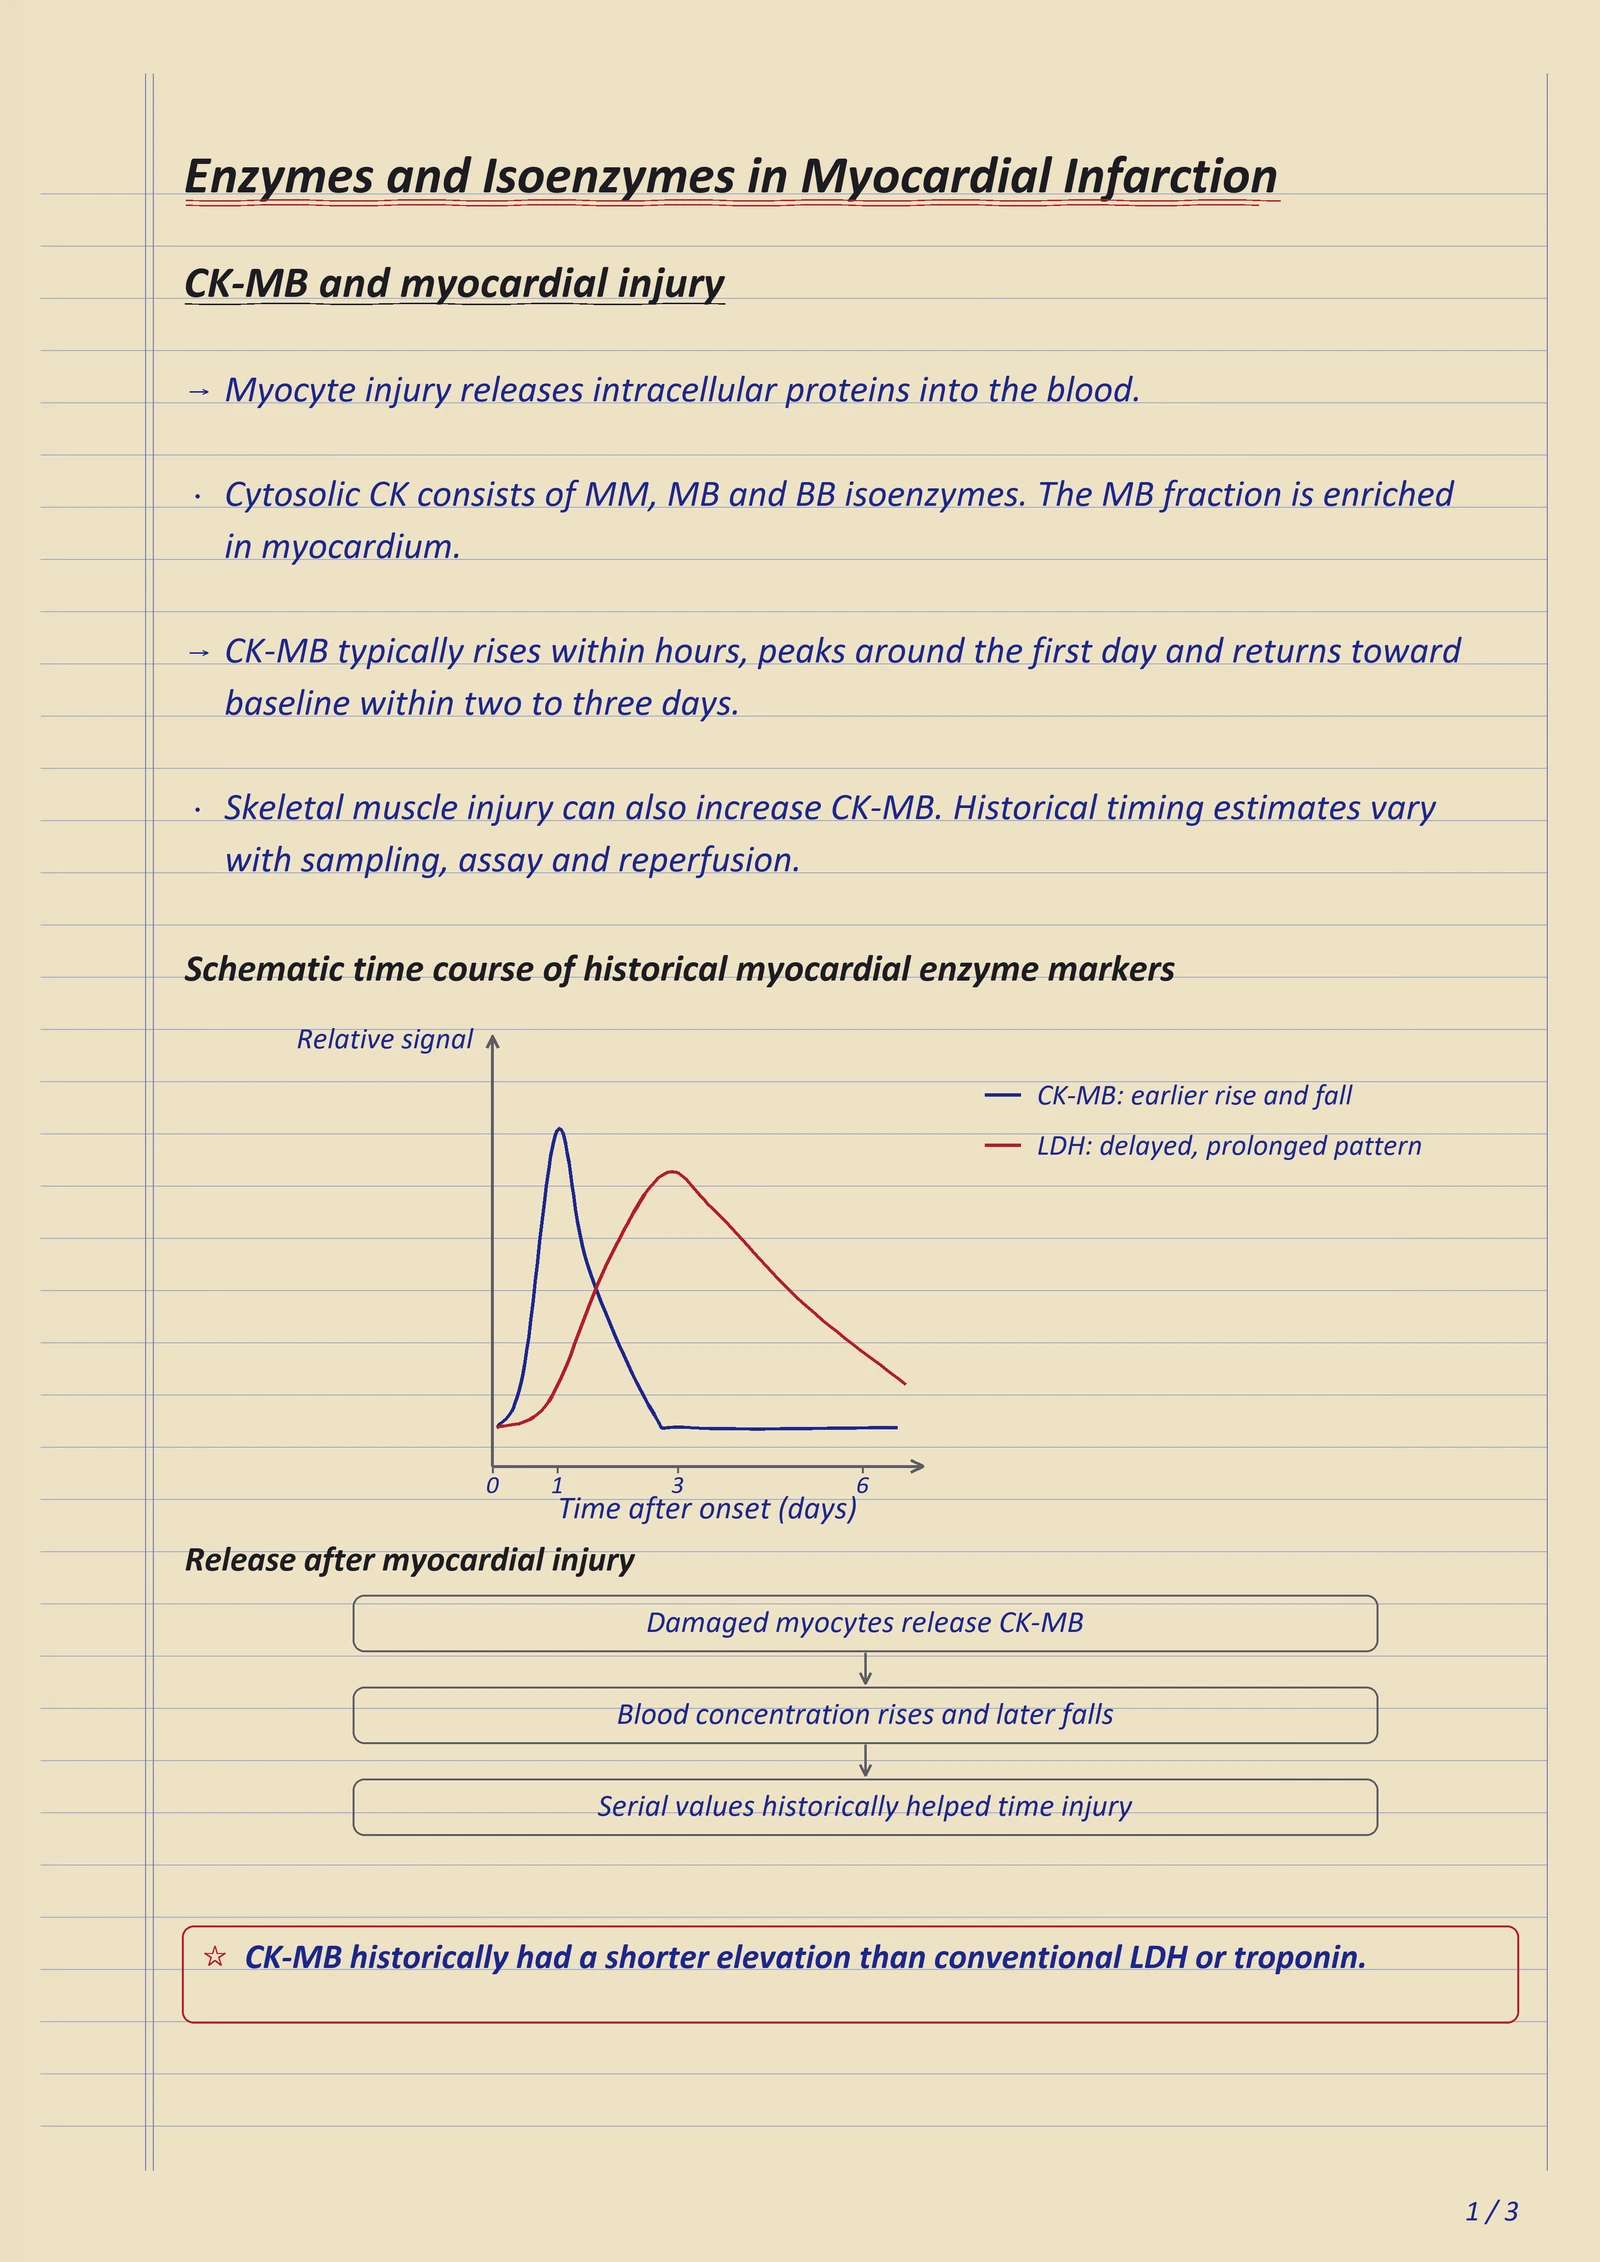 Enzymes and Isoenzymes in Myocardial Infarction
CK-MB and myocardial injury
→ Myocyte injury releases intracellular proteins into the blood.
· Cytosolic CK consists of MM, MB and BB isoenzymes. The MB fraction is enriched
in myocardium.
→ CK-MB typically rises within hours, peaks around the first day and returns toward
baseline within two to three days.
· Skeletal muscle injury can also increase CK-MB. Historical timing estimates vary
with sampling, assay and reperfusion.
Schematic time course of historical myocardial enzyme markers
Relative signal
CK-MB: earlier rise and fall
LDH: delayed, prolonged pattern
0 1 3 6
Time after onset (days)
Release after myocardial injury
Damaged myocytes release CK-MB
Blood concentration rises and later falls
Serial values historically helped time injury
☆ CK-MB historically had a shorter elevation than conventional LDH or troponin.
1 / 3